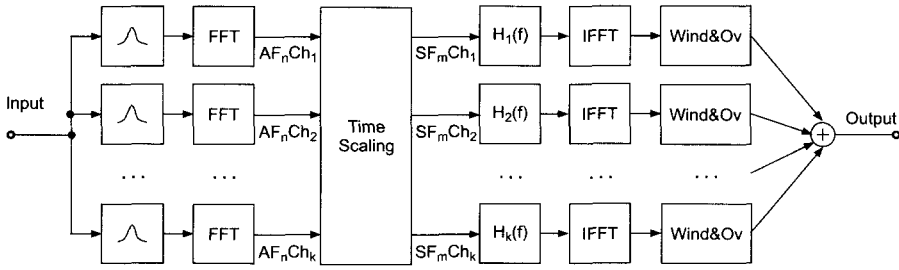 Input
FFT
AFnCh1
Time
Scaling
SFmCh1
H1(f)
IFFT
Wind&Ov
FFT
AFnCh2
SFmCh2
H2(f)
IFFT
Wind&Ov
Output
+
... ... ... ... ... ...
FFT
AFnChk
SFmChk
Hk(f)
IFFT
Wind&Ov